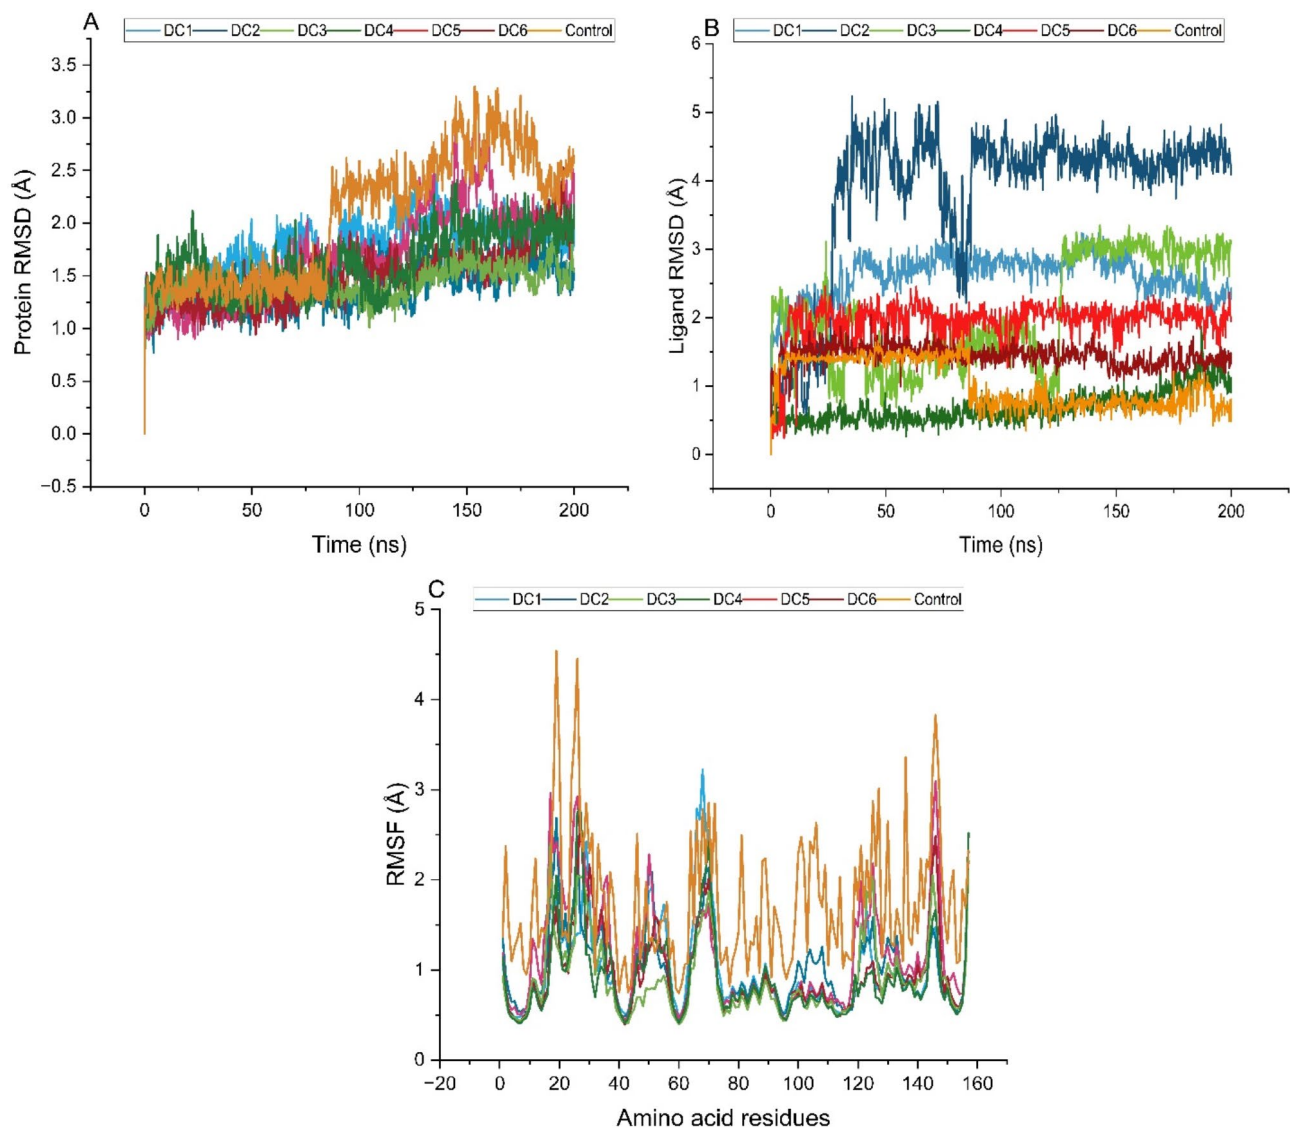 A
DC1 DC2 DC3 DC4 DC5 DC6 Control
3.5
3.0
2.5
2.0
1.5
1.0
0.5
0.0
−0.5
Protein RMSD (Å)
0 50 100 150 200
Time (ns)
B
DC1 DC2 DC3 DC4 DC5 DC6 Control
6
5
4
3
2
1
0
Ligand RMSD (Å)
0 50 100 150 200
Time (ns)
C
DC1 DC2 DC3 DC4 DC5 DC6 Control
5
4
3
2
1
0
RMSF (Å)
−20 0 20 40 60 80 100 120 140 160
Amino acid residues